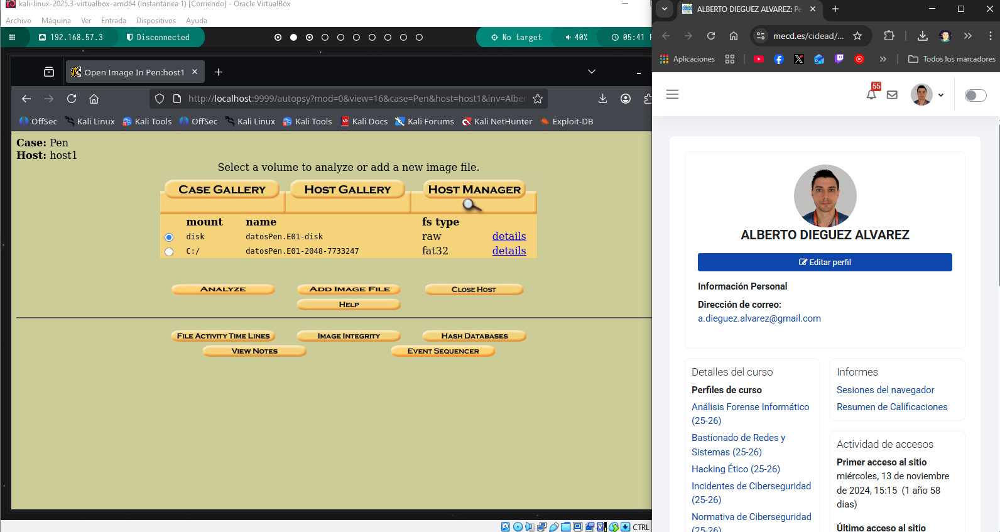 kali-linux-2025.3-virtualbox-amd64 (Instantánea 1) [Corriendo] - Oracle VirtualBox
Archivo Máquina Ver Entrada Dispositivos Ayuda
192.168.57.3 Disconnected No target 40% 05:41
Open Image In Pen:host1
http://localhost:9999/autopsy?mod=0&view=16&case=Pen&host=host1&inv=Alber
OffSec Kali Linux Kali Tools OffSec Kali Linux Kali Tools Kali Docs Kali Forums Kali NetHunter Exploit-DB
Case: Pen
Host: host1
Select a volume to analyze or add a new image file.
CASE GALLERY HOST GALLERY HOST MANAGER
mount name fs type
disk datosPen.E01-disk raw details
C:/ datosPen.E01-2048-7733247 fat32 details
ANALYZE ADD IMAGE FILE CLOSE HOST
HELP
FILE ACTIVITY TIME LINES IMAGE INTEGRITY HASH DATABASES
VIEW NOTES EVENT SEQUENCER
CTRL
ALBERTO DIEGUEZ ALVAREZ: Pe
mecd.es/cidead/...
Aplicaciones Todos los marcadores
55
ALBERTO DIEGUEZ ALVAREZ
Editar perfil
Información Personal
Dirección de correo:
a.dieguez.alvarez@gmail.com
Detalles del curso
Perfiles de curso
Análisis Forense Informático
(25-26)
Bastionado de Redes y
Sistemas (25-26)
Hacking Ético (25-26)
Incidentes de Ciberseguridad
(25-26)
Normativa de Ciberseguridad
(25-26)
Informes
Sesiones del navegador
Resumen de Calificaciones
Actividad de accesos
Primer acceso al sitio
miércoles, 13 de noviembre
de 2024, 15:15 (1 año 58
días)
Último acceso al sitio